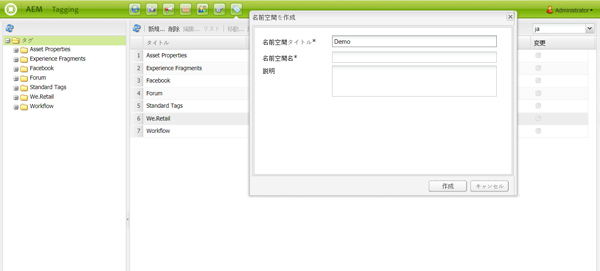 AEM Tagging
Administrator
新規... 削除 編集... リスト 移動...
ja
タグ
Asset Properties
Experience Fragments
Facebook
Forum
Standard Tags
We.Retail
Workflow
タイトル
変更
1 Asset Properties
2 Experience Fragments
3 Facebook
4 Forum
5 Standard Tags
6 We.Retail
7 Workflow
名前空間を作成
名前空間タイトル* Demo
名前空間名*
説明
作成 キャンセル